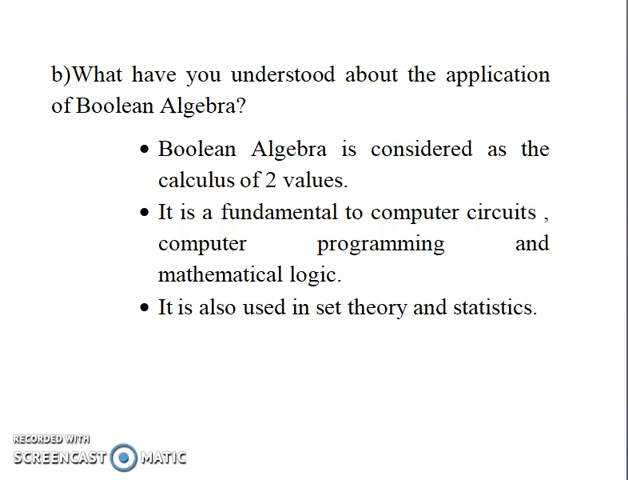 b)What have you understood about the application
of Boolean Algebra?
• Boolean Algebra is considered as the
calculus of 2 values.
• It is a fundamental to computer circuits ,
computer programming and
mathematical logic.
• It is also used in set theory and statistics.
RECORDED WITH
SCREENCAST MATIC